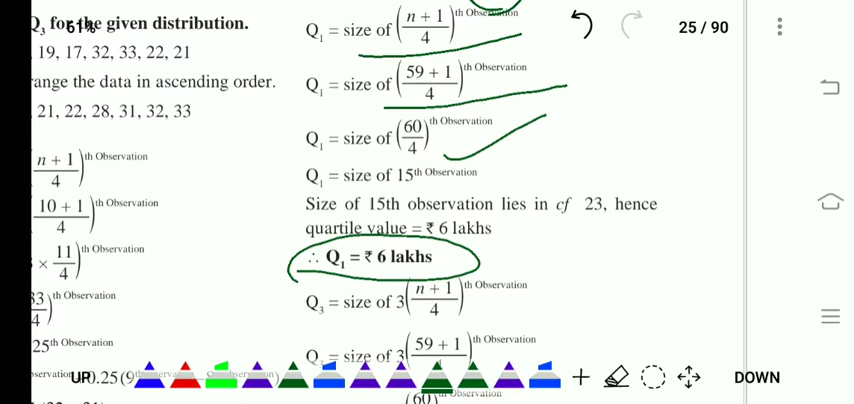 Q₃ for the given distribution.
61%
19, 17, 32, 33, 22, 21
range the data in ascending order.
21, 22, 28, 31, 32, 33
(n + 1 / 4)th Observation
(10 + 1 / 4)th Observation
× 11/4)th Observation
33/4)th Observation
25th Observation
UP
0.25 (9th
Q₁ = size of (n + 1 / 4)th Observation
Q₁ = size of (59 + 1 / 4)th Observation
Q₁ = size of (60 / 4)th Observation
Q₁ = size of 15th Observation
Size of 15th observation lies in cf 23, hence
quartile value = ₹ 6 lakhs
∴ Q₁ = ₹ 6 lakhs
Q₃ = size of 3(n + 1 / 4)th Observation
Q₃ = size of 3(59 + 1 / 4)th Observation
(60)th Observation
25 / 90
DOWN